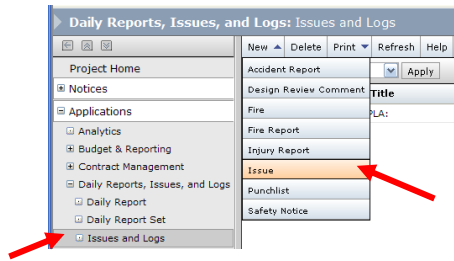 Daily Reports, Issues, and Logs: Issues and Logs
New Delete Print Refresh Help
Project Home
Notices
Applications
Analytics
Budget & Reporting
Contract Management
Daily Reports, Issues, and Logs
Daily Report
Daily Report Set
Issues and Logs
Accident Report
Design Review Comment
Fire
Fire Report
Injury Report
Issue
Punchlist
Safety Notice
Apply
Title
PLA: